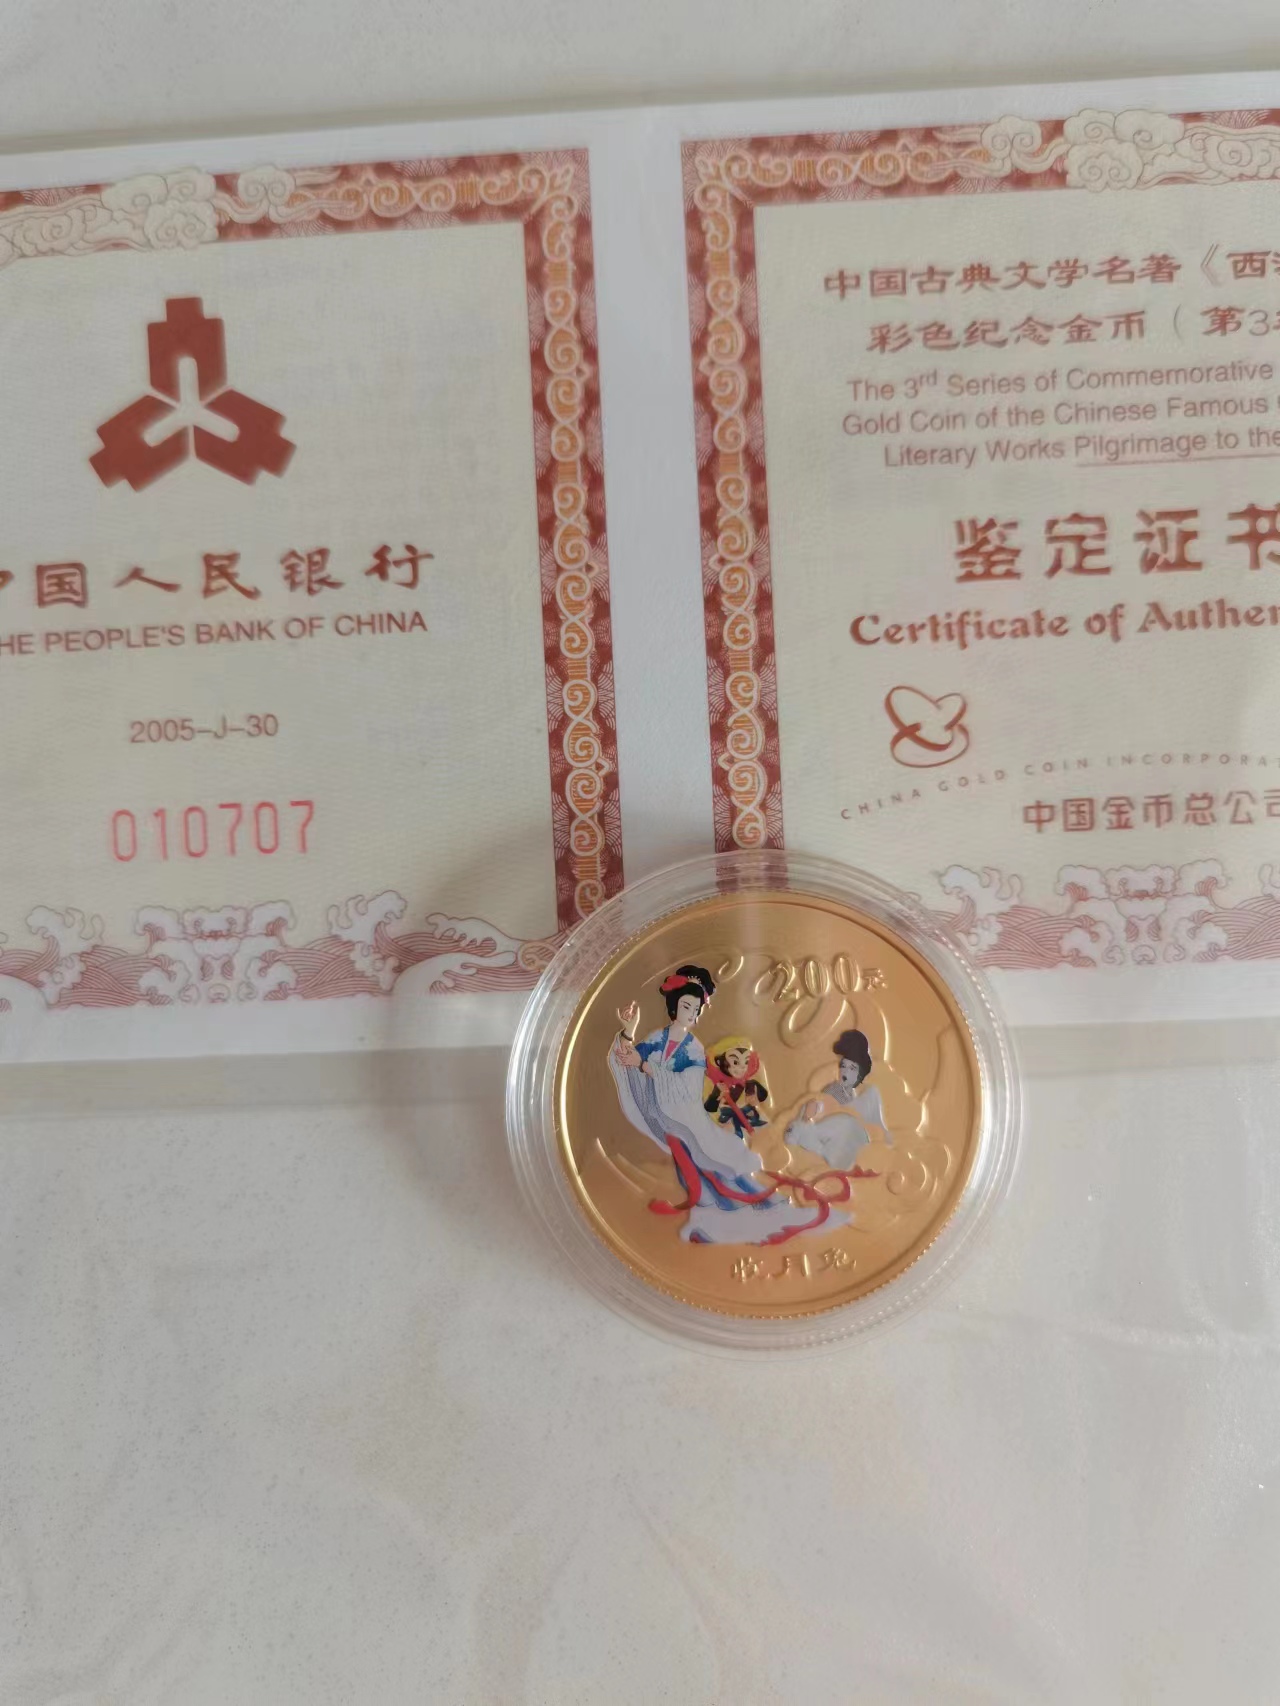 中国人民银行
HE PEOPLE'S BANK OF CHINA
2005-J-30
010707
中国古典文学名著《西
彩色纪念金币（第3
The 3rd Series of Commemorative
Gold Coin of the Chinese Famous
Literary Works Pilgrimage to the
鉴定证书
Certificate of Authen
CHINA GOLD COIN INCORPORA
中国金币总公司
200元
收月兔